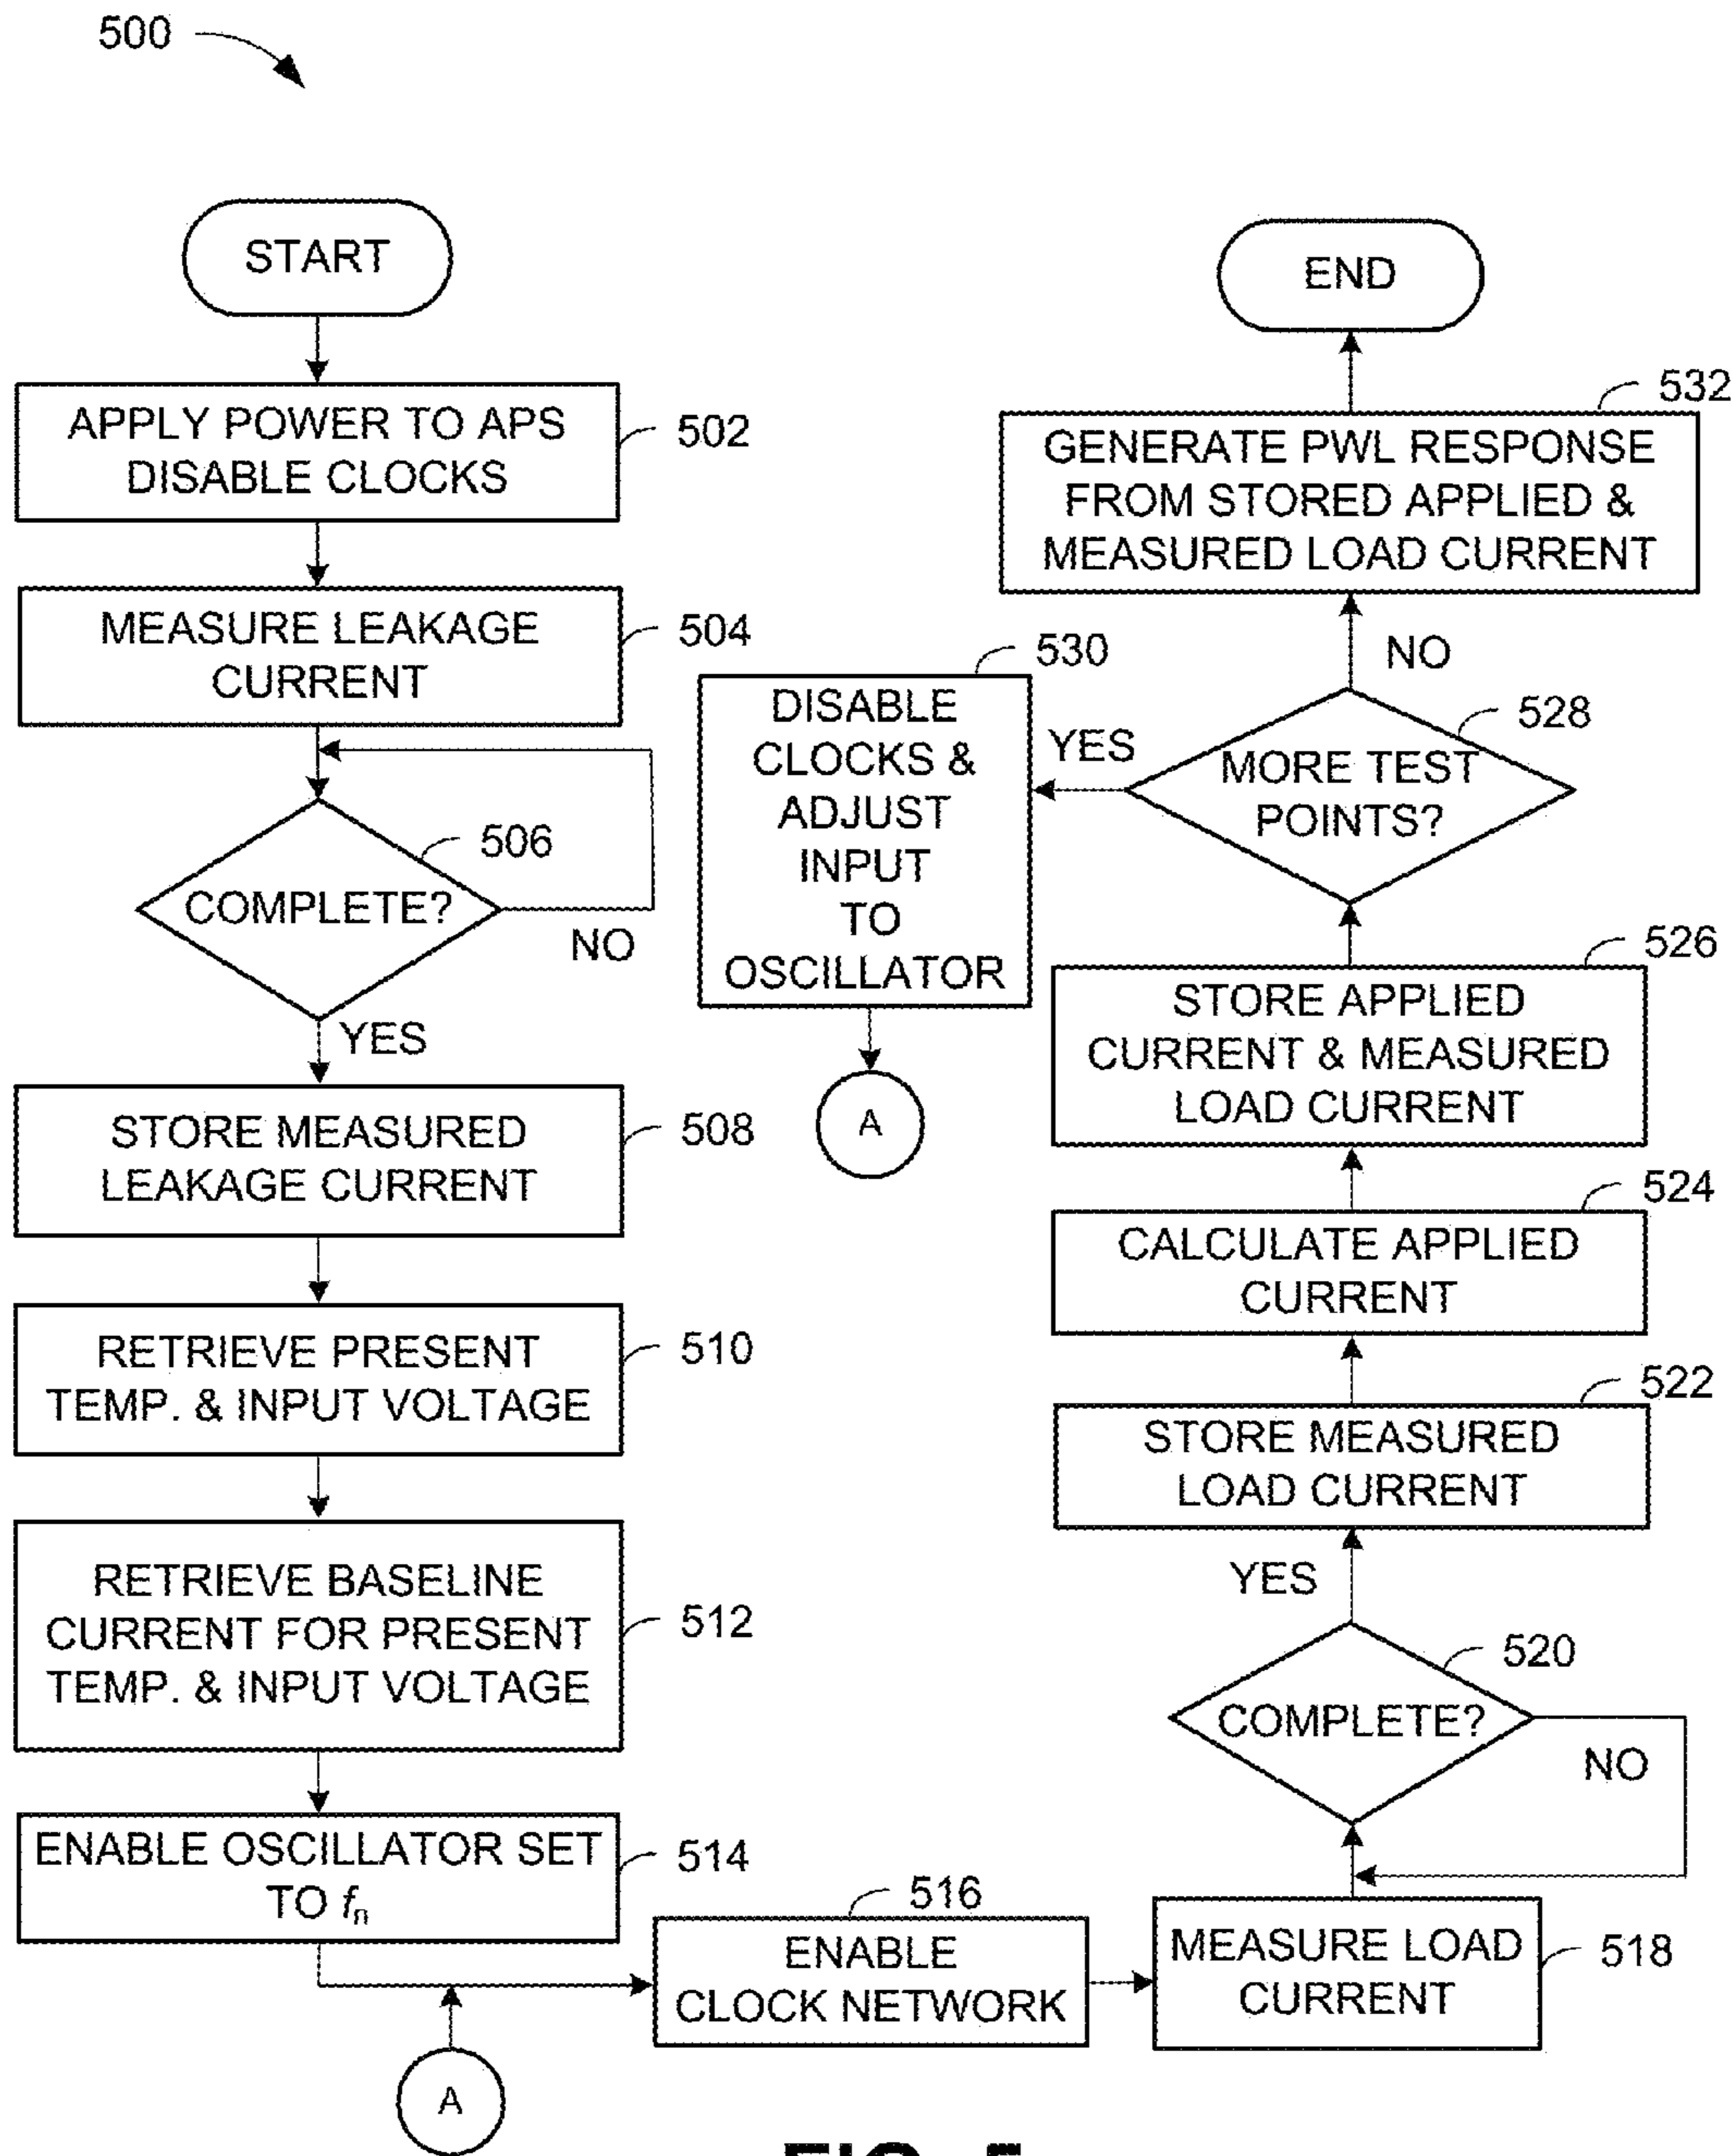 500
START
APPLY POWER TO APS
DISABLE CLOCKS
502
MEASURE LEAKAGE
CURRENT
504
COMPLETE?
506
NO
YES
STORE MEASURED
LEAKAGE CURRENT
508
RETRIEVE PRESENT
TEMP. & INPUT VOLTAGE
510
RETRIEVE BASELINE
CURRENT FOR PRESENT
TEMP. & INPUT VOLTAGE
512
ENABLE OSCILLATOR SET
TO fn
514
A
516
ENABLE
CLOCK NETWORK
MEASURE LOAD
CURRENT
518
COMPLETE?
520
NO
YES
STORE MEASURED
LOAD CURRENT
522
CALCULATE APPLIED
CURRENT
524
STORE APPLIED
CURRENT & MEASURED
LOAD CURRENT
526
MORE TEST
POINTS?
528
YES
NO
530
DISABLE
CLOCKS &
ADJUST
INPUT
TO
OSCILLATOR
A
532
GENERATE PWL RESPONSE
FROM STORED APPLIED &
MEASURED LOAD CURRENT
END